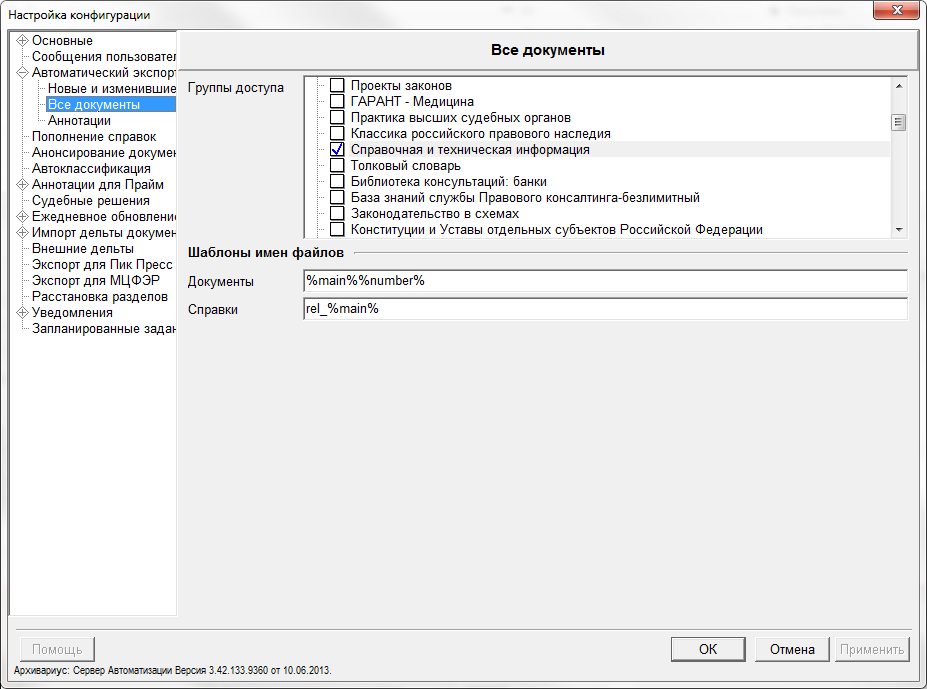 Настройка конфигурации
Основные
Сообщения пользовател
Автоматический экспорт
Новые и изменившие
Все документы
Аннотации
Пополнение справок
Анонсирование докумен
Автоклассификация
Аннотации для Прайм
Судебные решения
Ежедневное обновление
Импорт дельты докумен
Внешние дельты
Экспорт для Пик Пресс
Экспорт для МЦФЭР
Расстановка разделов
Уведомления
Запланированные задан
Все документы
Группы доступа
Проекты законов
ГАРАНТ - Медицина
Практика высших судебных органов
Классика российского правового наследия
Справочная и техническая информация
Толковый словарь
Библиотека консультаций: банки
База знаний службы Правового консалтинга-безлимитный
Законодательство в схемах
Конституции и Уставы отдельных субъектов Российской Федерации
Шаблоны имен файлов
Документы %main%%number%
Справки rel_%main%
Помощь OK Отмена Применить
Архивариус: Сервер Автоматизации Версия 3.42.133.9360 от 10.06.2013.